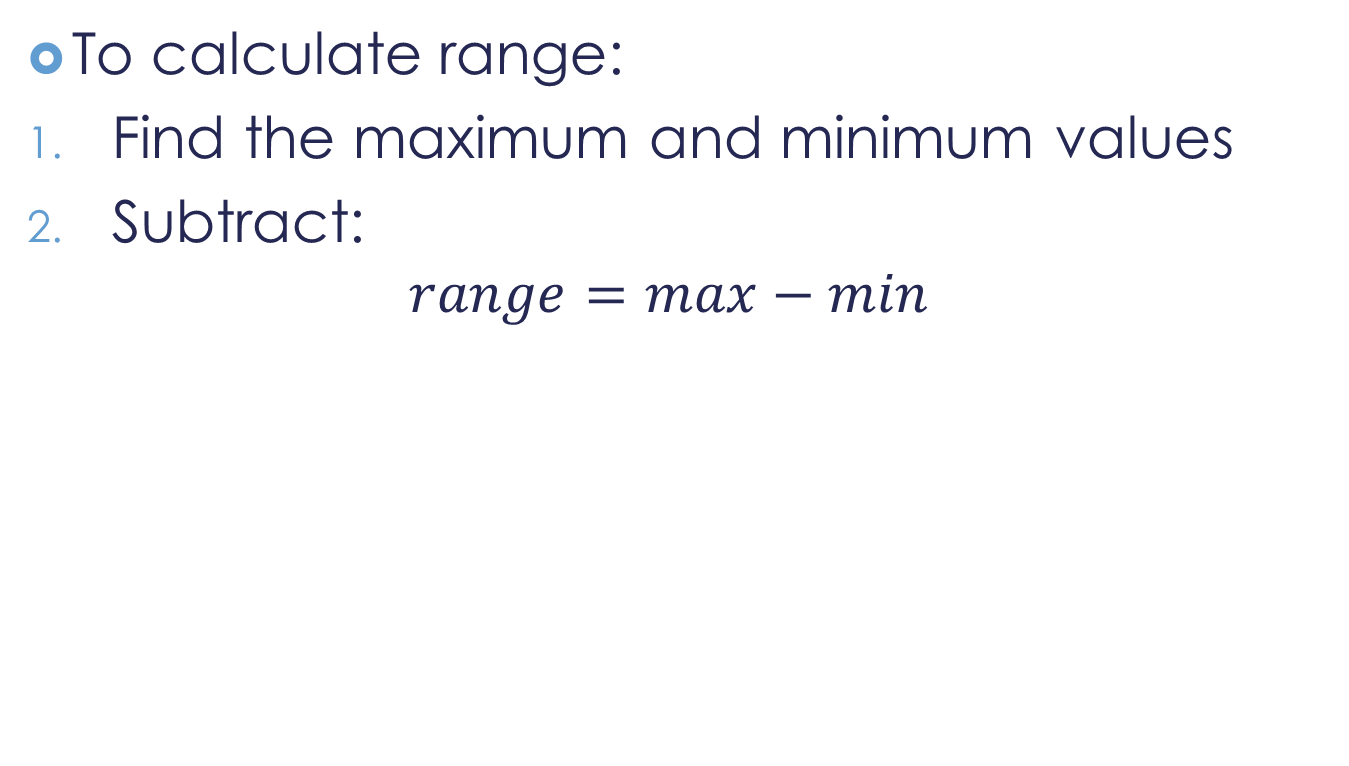 To calculate range:
1. Find the maximum and minimum values
2. Subtract:
range = max − min